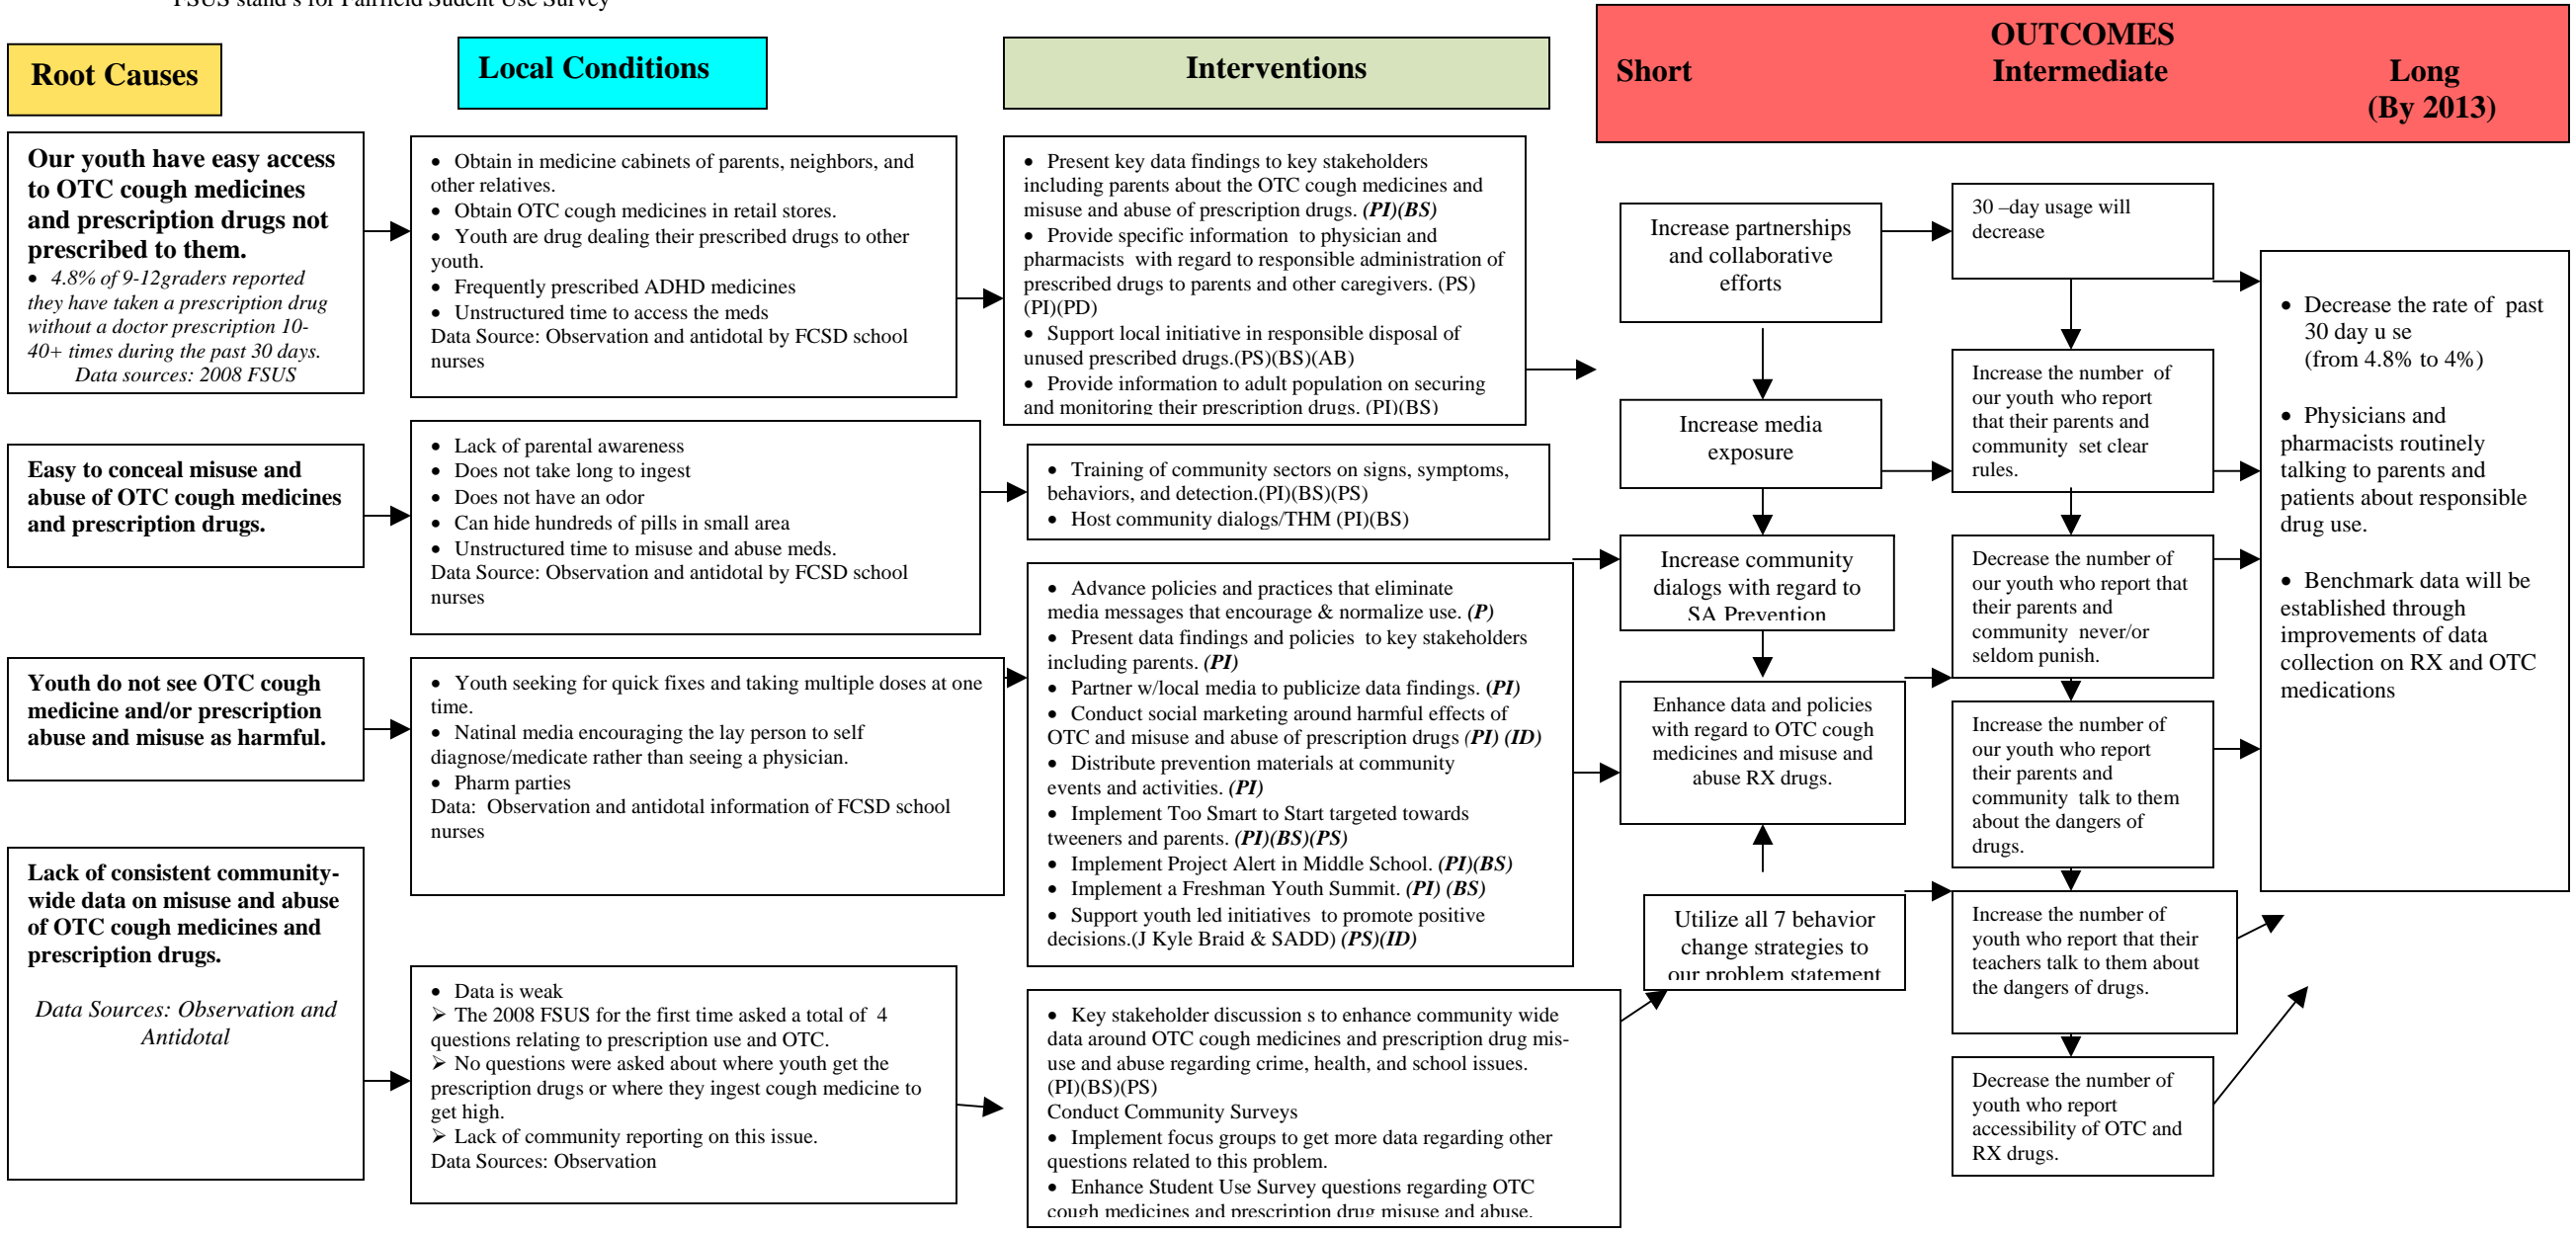 FSUS stand's for Fairfield Sudent Use Survey
Root Causes
Local Conditions
Interventions
OUTCOMES
Short
Intermediate
Long
(By 2013)
Our youth have easy access
to OTC cough medicines
and prescription drugs not
prescribed to them.
• 4.8% of 9-12graders reported
they have taken a prescription drug
without a doctor prescription 10-
40+ times during the past 30 days.
Data sources: 2008 FSUS
Easy to conceal misuse and
abuse of OTC cough medicines
and prescription drugs.
Youth do not see OTC cough
medicine and/or prescription
abuse and misuse as harmful.
Lack of consistent community-
wide data on misuse and abuse
of OTC cough medicines and
prescription drugs.
Data Sources: Observation and
Antidotal
• Obtain in medicine cabinets of parents, neighbors, and
other relatives.
• Obtain OTC cough medicines in retail stores.
• Youth are drug dealing their prescribed drugs to other
youth.
• Frequently prescribed ADHD medicines
• Unstructured time to access the meds
Data Source: Observation and antidotal by FCSD school
nurses
• Lack of parental awareness
• Does not take long to ingest
• Does not have an odor
• Can hide hundreds of pills in small area
• Unstructured time to misuse and abuse meds.
Data Source: Observation and antidotal by FCSD school
nurses
• Youth seeking for quick fixes and taking multiple doses at one
time.
• Natinal media encouraging the lay person to self
diagnose/medicate rather than seeing a physician.
• Pharm parties
Data: Observation and antidotal information of FCSD school
nurses
• Data is weak
➢ The 2008 FSUS for the first time asked a total of 4
questions relating to prescription use and OTC.
➢ No questions were asked about where youth get the
prescription drugs or where they ingest cough medicine to
get high.
➢ Lack of community reporting on this issue.
Data Sources: Observation
• Present key data findings to key stakeholders
including parents about the OTC cough medicines and
misuse and abuse of prescription drugs. (PI)(BS)
• Provide specific information to physician and
pharmacists with regard to responsible administration of
prescribed drugs to parents and other caregivers. (PS)
(PI)(PD)
• Support local initiative in responsible disposal of
unused prescribed drugs.(PS)(BS)(AB)
• Provide information to adult population on securing
and monitoring their prescription drugs. (PI)(BS)
• Training of community sectors on signs, symptoms,
behaviors, and detection.(PI)(BS)(PS)
• Host community dialogs/THM (PI)(BS)
• Advance policies and practices that eliminate
media messages that encourage & normalize use. (P)
• Present data findings and policies to key stakeholders
including parents. (PI)
• Partner w/local media to publicize data findings. (PI)
• Conduct social marketing around harmful effects of
OTC and misuse and abuse of prescription drugs (PI) (ID)
• Distribute prevention materials at community
events and activities. (PI)
• Implement Too Smart to Start targeted towards
tweeners and parents. (PI)(BS)(PS)
• Implement Project Alert in Middle School. (PI)(BS)
• Implement a Freshman Youth Summit. (PI) (BS)
• Support youth led initiatives to promote positive
decisions.(J Kyle Braid & SADD) (PS)(ID)
• Key stakeholder discussion s to enhance community wide
data around OTC cough medicines and prescription drug mis-
use and abuse regarding crime, health, and school issues.
(PI)(BS)(PS)
Conduct Community Surveys
• Implement focus groups to get more data regarding other
questions related to this problem.
• Enhance Student Use Survey questions regarding OTC
cough medicines and prescription drug misuse and abuse.
Increase partnerships
and collaborative
efforts
Increase media
exposure
Increase community
dialogs with regard to
SA Prevention
Enhance data and policies
with regard to OTC cough
medicines and misuse and
abuse RX drugs.
Utilize all 7 behavior
change strategies to
our problem statement
30 –day usage will
decrease
Increase the number of
our youth who report
that their parents and
community set clear
rules.
Decrease the number of
our youth who report that
their parents and
community never/or
seldom punish.
Increase the number of
our youth who report
their parents and
community talk to them
about the dangers of
drugs.
Increase the number of
youth who report that their
teachers talk to them about
the dangers of drugs.
Decrease the number of
youth who report
accessibility of OTC and
RX drugs.
• Decrease the rate of past
30 day u se
(from 4.8% to 4%)
• Physicians and
pharmacists routinely
talking to parents and
patients about responsible
drug use.
• Benchmark data will be
established through
improvements of data
collection on RX and OTC
medications